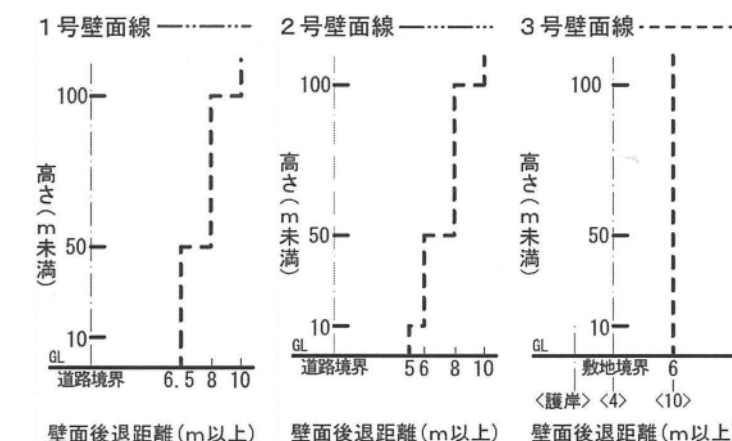 1号壁面線
100
高さ(m未満)
50
10
GL
道路境界 6.5 8 10
壁面後退距離(m以上)
2号壁面線
100
高さ(m未満)
50
10
GL
道路境界 5 6 8 10
壁面後退距離(m以上)
3号壁面線
100
高さ(m未満)
50
10
GL
敷地境界 6
<護岸> <4> <10>
壁面後退距離(m以上)